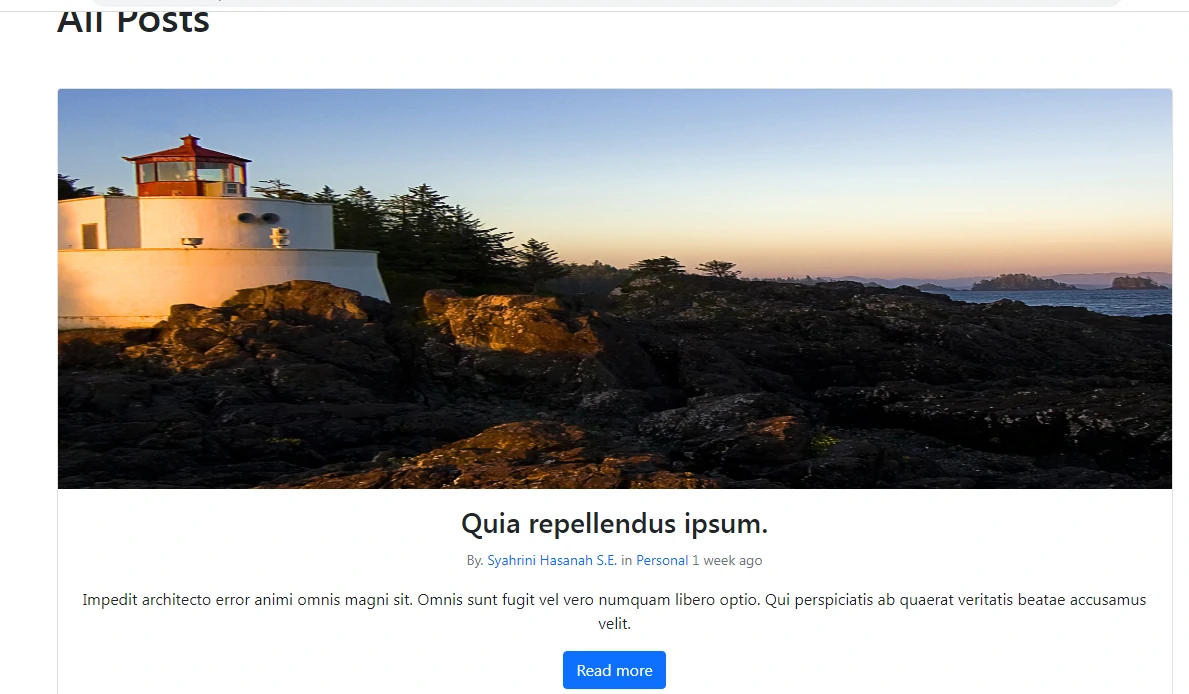 All Posts
Quia repellendus ipsum.
By. Syahrini Hasanah S.E. in Personal 1 week ago
Impedit architecto error animi omnis magni sit. Omnis sunt fugit vel vero numquam libero optio. Qui perspiciatis ab quaerat veritatis beatae accusamus
velit.
Read more